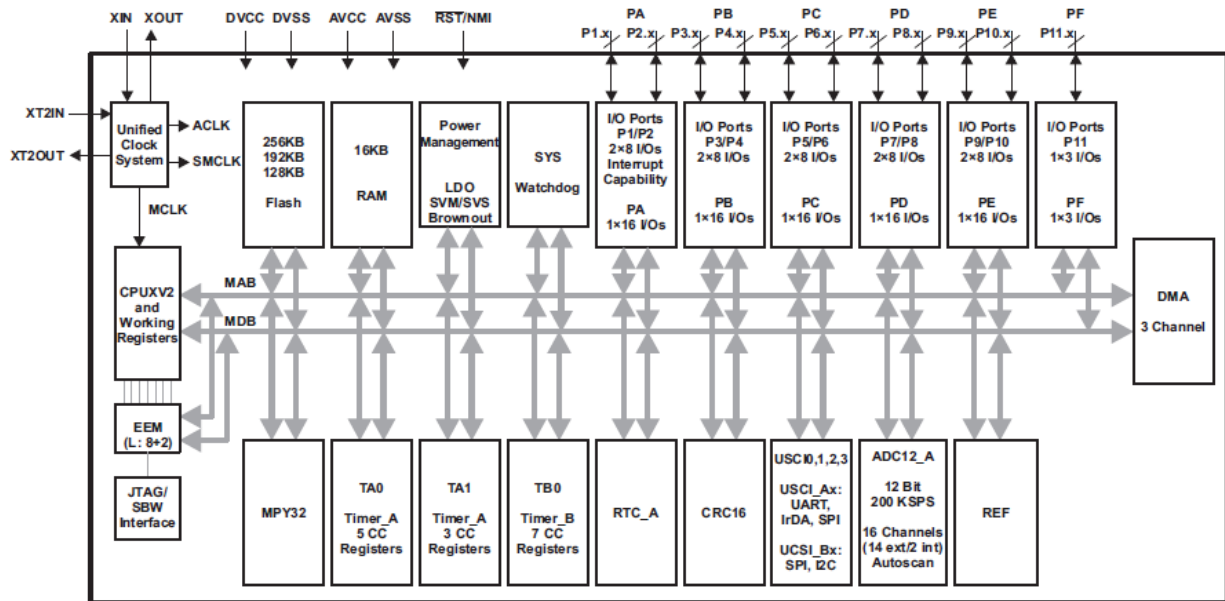 XIN XOUT DVCC DVSS AVCC AVSS RST/NMI
PA PB PC PD PE PF
P1.x P2.x P3.x P4.x P5.x P6.x P7.x P8.x P9.x P10.x P11.x
XT2IN
XT2OUT
Unified
Clock
System
ACLK
SMCLK
MCLK
256KB
192KB
128KB
Flash
16KB
RAM
Power
Management
LDO
SVM/SVS
Brownout
SYS
Watchdog
I/O Ports
P1/P2
2×8 I/Os
Interrupt
Capability
PA
1×16 I/Os
I/O Ports
P3/P4
2×8 I/Os
PB
1×16 I/Os
I/O Ports
P5/P6
2×8 I/Os
PC
1×16 I/Os
I/O Ports
P7/P8
2×8 I/Os
PD
1×16 I/Os
I/O Ports
P9/P10
2×8 I/Os
PE
1×16 I/Os
I/O Ports
P11
1×3 I/Os
PF
1×3 I/Os
CPUXV2
and
Working
Registers
MAB
MDB
DMA
3 Channel
EEM
(L: 8+2)
JTAG/
SBW
Interface
MPY32
TA0
Timer_A
5 CC
Registers
TA1
Timer_A
3 CC
Registers
TB0
Timer_B
7 CC
Registers
RTC_A
CRC16
USCI0,1,2,3
USCI_Ax:
UART,
IrDA, SPI
UCSI_Bx:
SPI, I2C
ADC12_A
12 Bit
200 KSPS
16 Channels
(14 ext/2 int)
Autoscan
REF